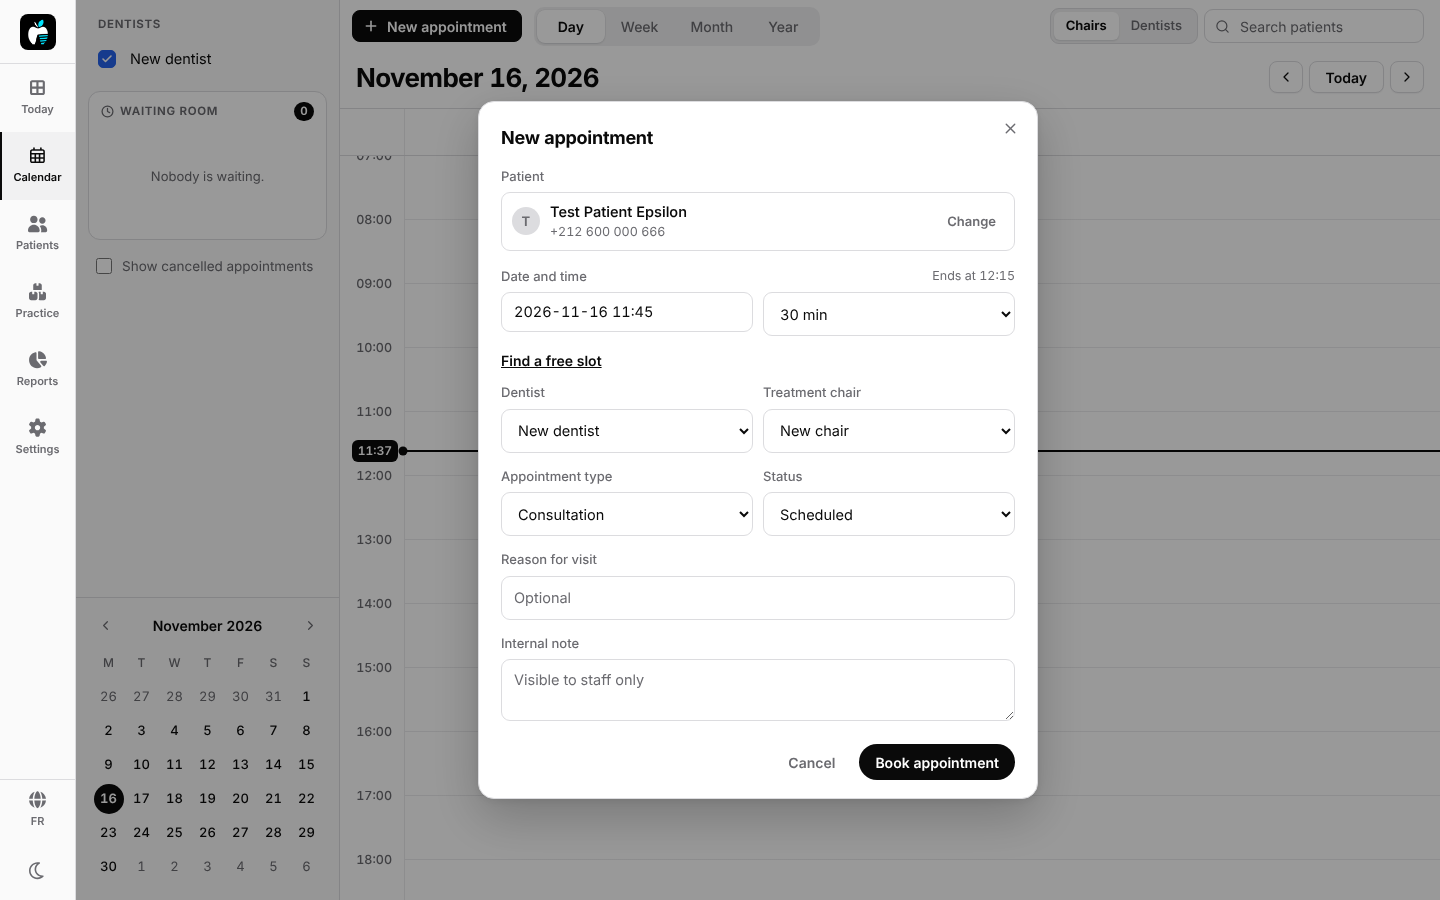 Today
Calendar
Patients
Practice
Reports
Settings
FR
DENTISTS
New dentist
WAITING ROOM 0
Nobody is waiting.
Show cancelled appointments
November 2026
M T W T F S S
26 27 28 29 30 31 1
2 3 4 5 6 7 8
9 10 11 12 13 14 15
16 17 18 19 20 21 22
23 24 25 26 27 28 29
30 1 2 3 4 5 6
New appointment Day Week Month Year Chairs Dentists Search patients
November 16, 2026 Today
07:00
08:00
09:00
10:00
11:00
11:37
12:00
13:00
14:00
15:00
16:00
17:00
18:00
New appointment
Patient
T Test Patient Epsilon
+212 600 000 666
Change
Date and time Ends at 12:15
2026-11-16 11:45 30 min
Find a free slot
Dentist Treatment chair
New dentist New chair
Appointment type Status
Consultation Scheduled
Reason for visit
Optional
Internal note
Visible to staff only
Cancel Book appointment